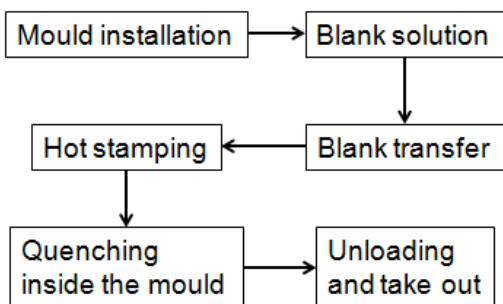 Mould installation
Blank solution
Blank transfer
Hot stamping
Quenching
inside the mould
Unloading
and take out